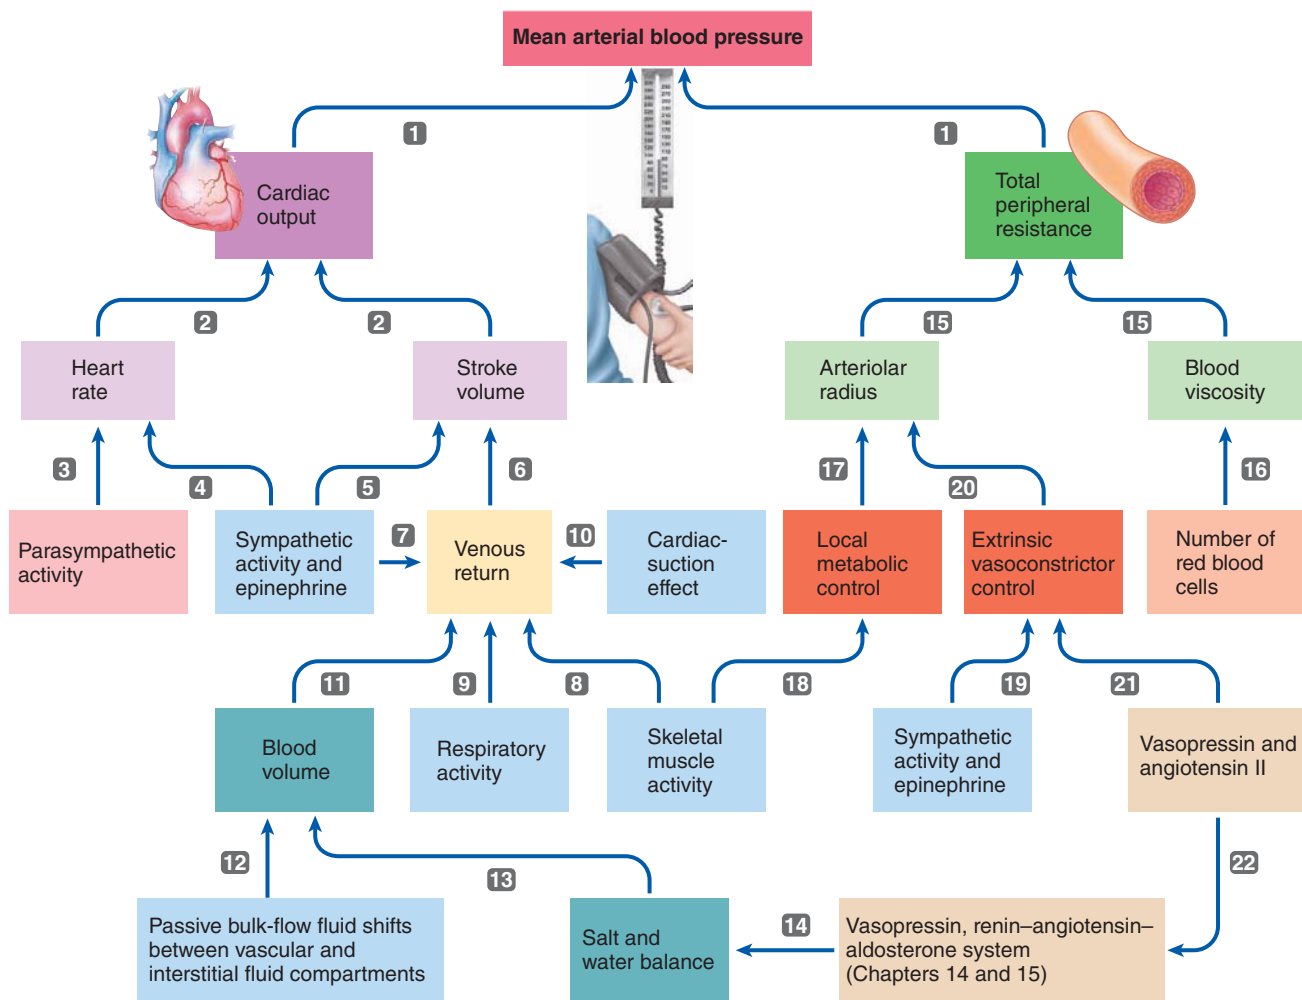 Mean arterial blood pressure
1
1
Cardiac
output
Total
peripheral
resistance
2
2
15
15
Heart
rate
Stroke
volume
Arteriolar
radius
Blood
viscosity
3
4
5
6
17
20
16
Parasympathetic
activity
Sympathetic
activity and
epinephrine
7
Venous
return
10
Cardiac-
suction
effect
Local
metabolic
control
Extrinsic
vasoconstrictor
control
Number of
red blood
cells
11
9
8
18
19
21
Blood
volume
Respiratory
activity
Skeletal
muscle
activity
Sympathetic
activity and
epinephrine
Vasopressin and
angiotensin II
12
13
22
Passive bulk-flow fluid shifts
between vascular and
interstitial fluid compartments
Salt and
water balance
14
Vasopressin, renin–angiotensin–
aldosterone system
(Chapters 14 and 15)